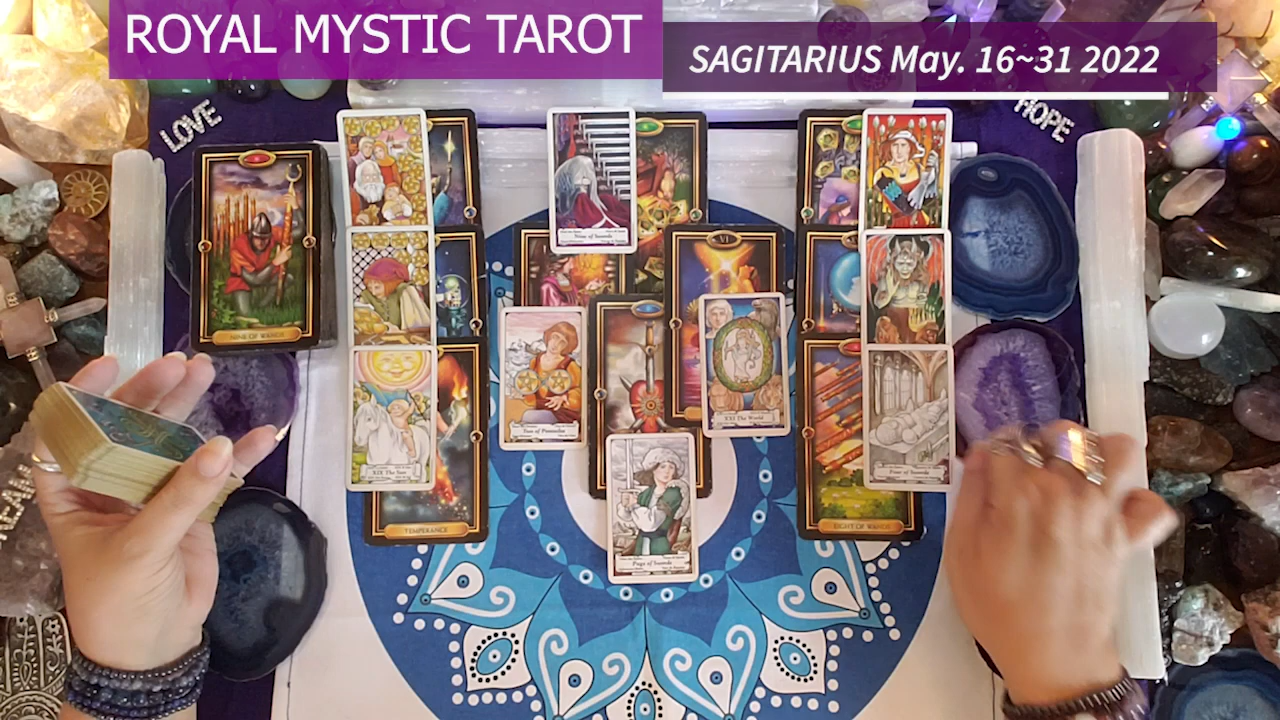 ROYAL MYSTIC TAROT
SAGITARIUS May. 16~31 2022
LOVE
HOPE
NINE OF WANDS
VI
Nine of Swords
Two of Pentacles
XXI The World
XIX The Sun
Four of Swords
TEMPERANCE
EIGHT OF WANDS
Page of Swords